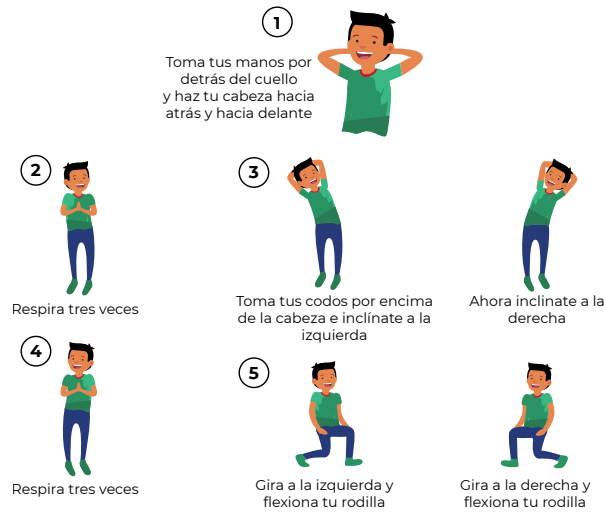 1
Toma tus manos por
detrás del cuello
y haz tu cabeza hacia
atrás y hacia delante
2
Respira tres veces
3
Toma tus codos por encima
de la cabeza e inclínate a la
izquierda
Ahora inclinate a la
derecha
4
Respira tres veces
5
Gira a la izquierda y
flexiona tu rodilla
Gira a la derecha y
flexiona tu rodilla